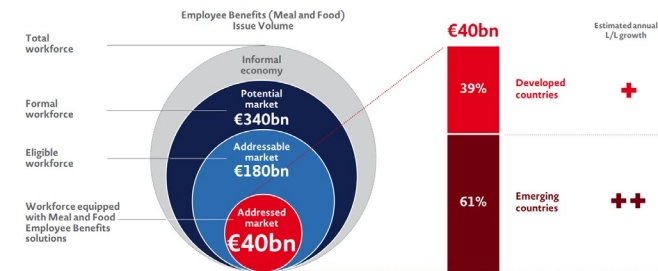 Employee Benefits (Meal and Food)
Issue Volume
Total
workforce
Informal
economy
Formal
workforce
Potential
market
€340bn
Eligible
workforce
Addressable
market
€180bn
Workforce equipped
with Meal and Food
Employee Benefits
solutions
Addressed
market
€40bn
€40bn
Estimated annual
L/L growth
39%
Developed
countries
+
61%
Emerging
countries
++